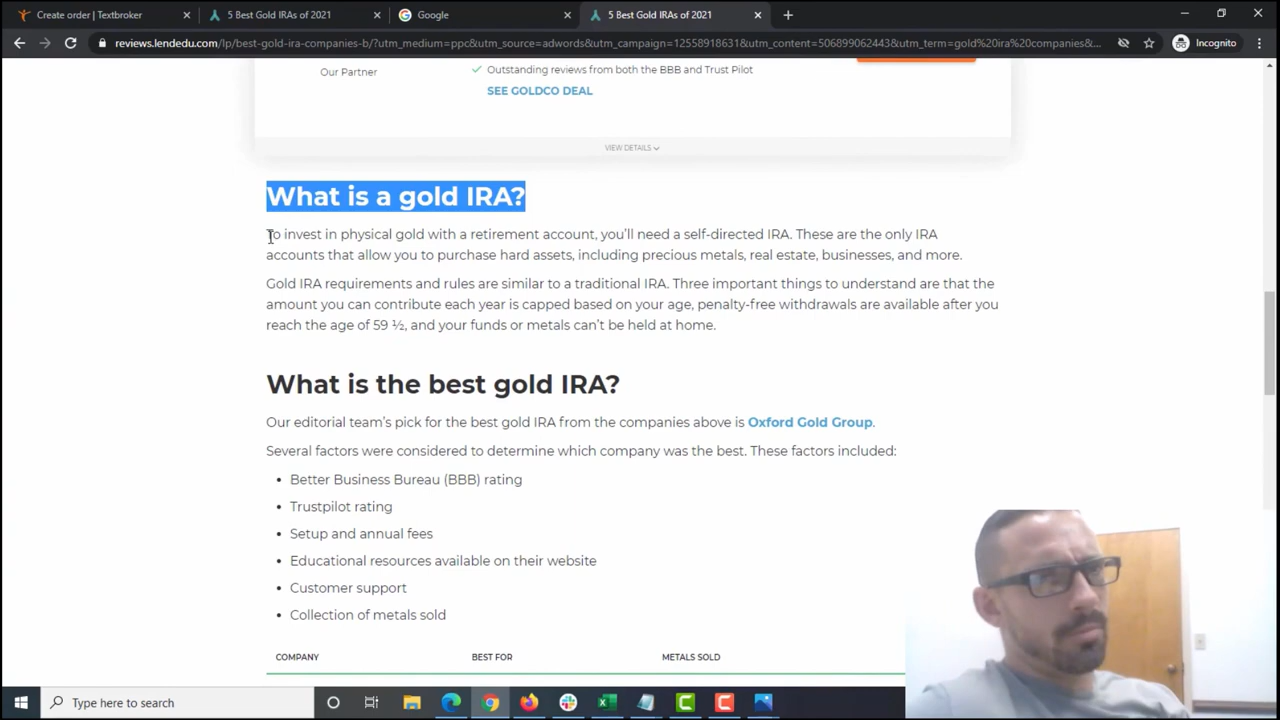 Create order | Textbroker
5 Best Gold IRAs of 2021
Google
5 Best Gold IRAs of 2021
reviews.lendedu.com/lp/best-gold-ira-companies-b/?utm_medium=ppc&utm_source=adwords&utm_campaign=12558918631&utm_content=506899062443&utm_term=gold%20ira%20companies&...
Incognito
Our Partner
Outstanding reviews from both the BBB and Trust Pilot
SEE GOLDCO DEAL
VIEW DETAILS
What is a gold IRA?
To invest in physical gold with a retirement account, you’ll need a self-directed IRA. These are the only IRA
accounts that allow you to purchase hard assets, including precious metals, real estate, businesses, and more.
Gold IRA requirements and rules are similar to a traditional IRA. Three important things to understand are that the
amount you can contribute each year is capped based on your age, penalty-free withdrawals are available after you
reach the age of 59 ½, and your funds or metals can’t be held at home.
What is the best gold IRA?
Our editorial team’s pick for the best gold IRA from the companies above is Oxford Gold Group.
Several factors were considered to determine which company was the best. These factors included:
• Better Business Bureau (BBB) rating
• Trustpilot rating
• Setup and annual fees
• Educational resources available on their website
• Customer support
• Collection of metals sold
COMPANY BEST FOR METALS SOLD
Type here to search